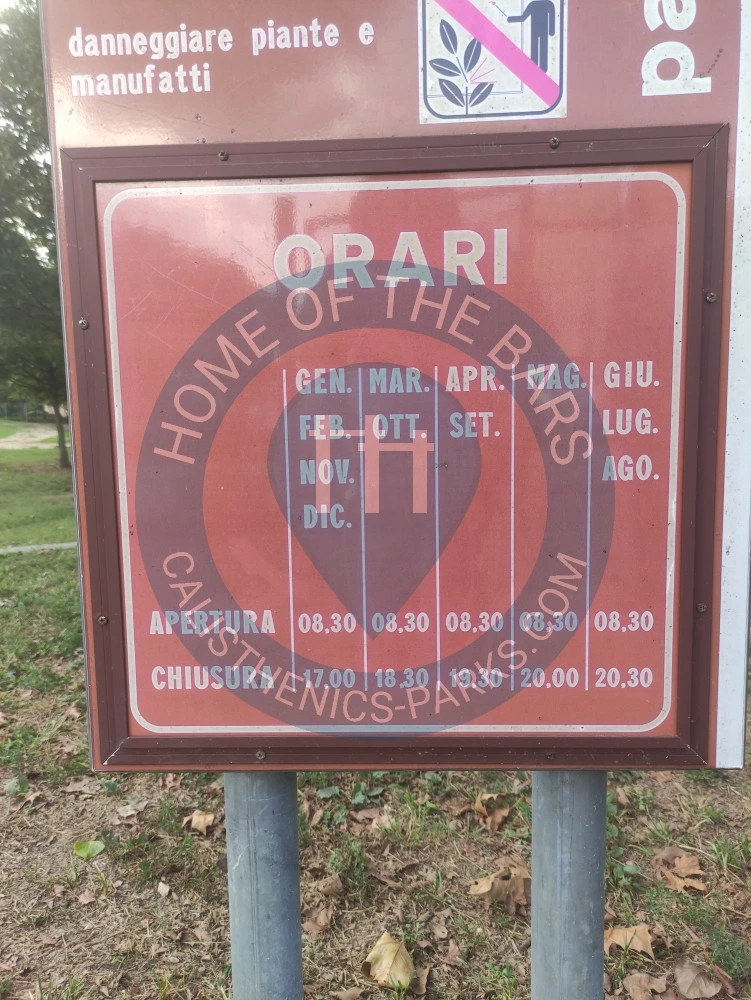 danneggiare piante e
manufatti
pa
ORARI
HOME OF THE BARS
GEN. MAR. APR. MAG. GIU.
FEB. OTT. SET. LUG.
NOV. AGO.
DIC.
APERTURA 08,30 08,30 08,30 08,30 08,30
CHIUSURA 17,00 18,30 19,30 20,00 20,30
CALISTHENICS-PARKS.COM